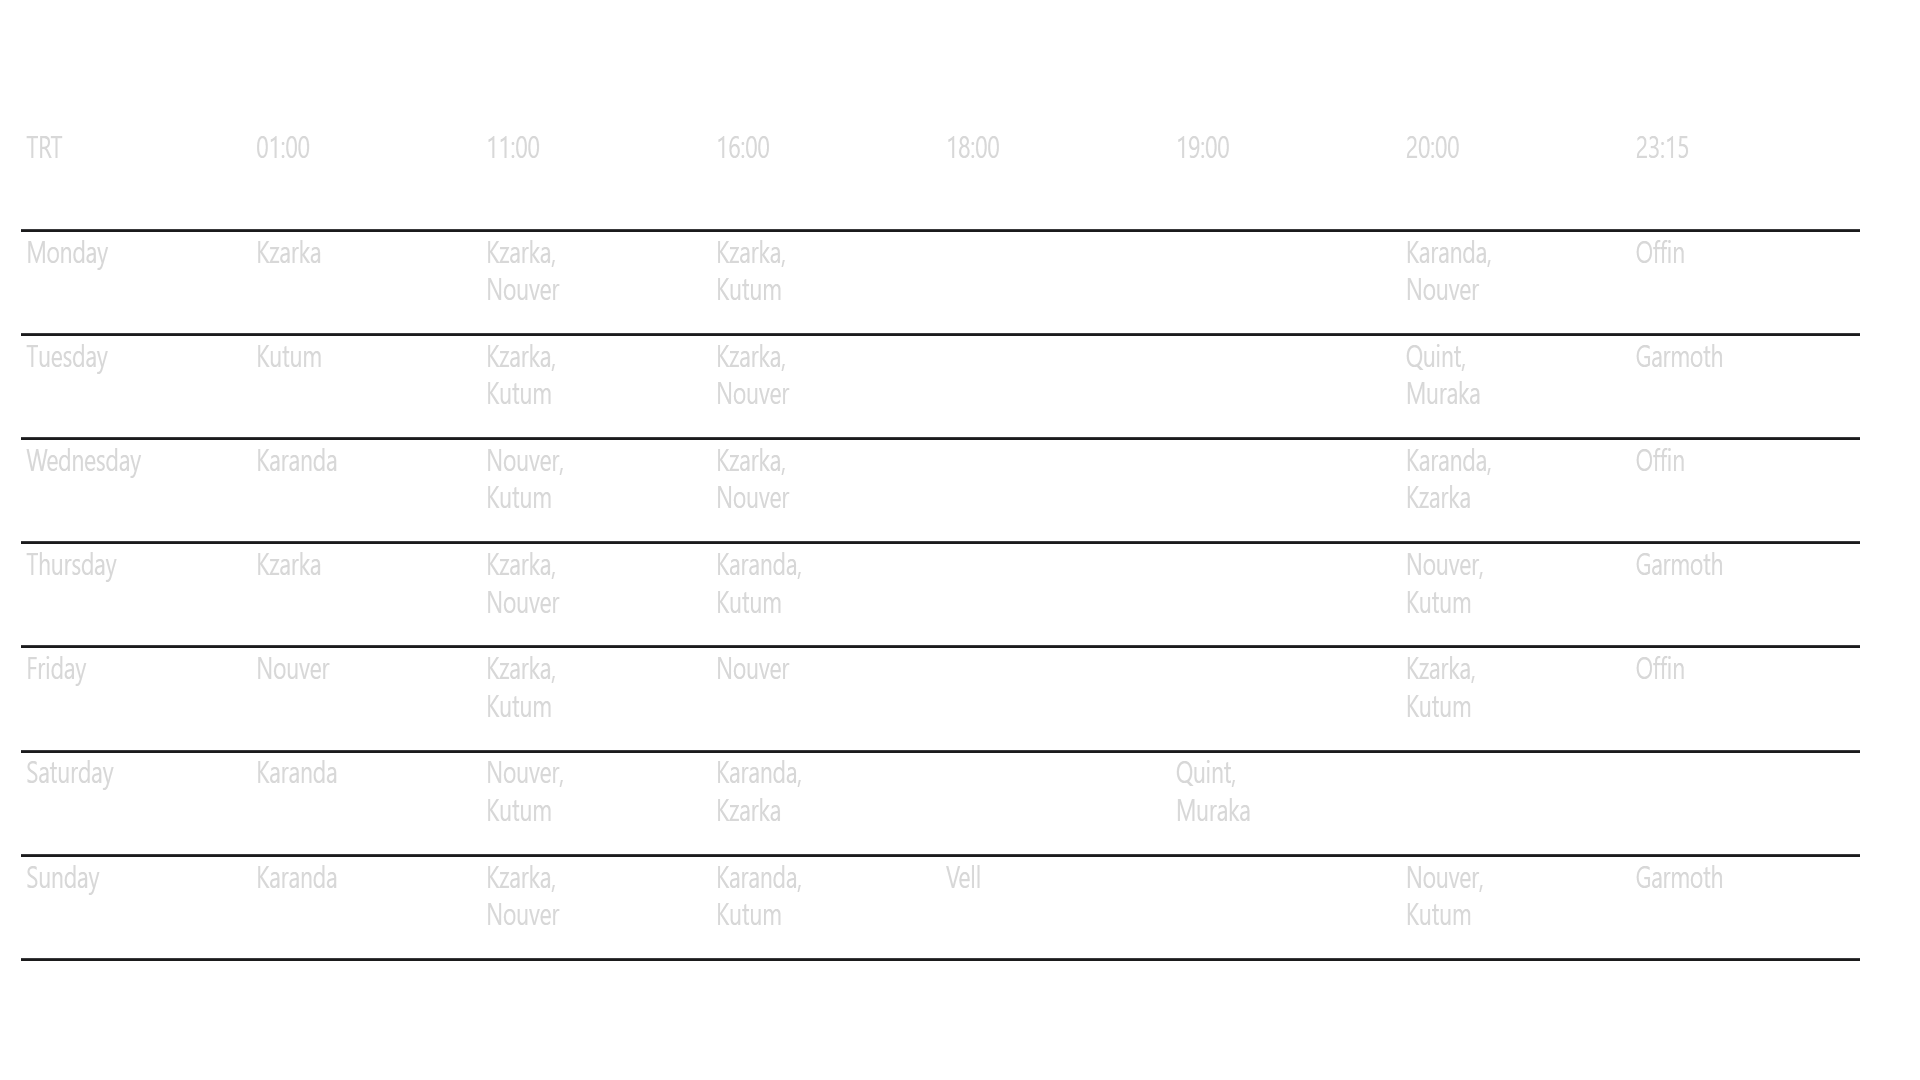 TRT 01:00 11:00 16:00 18:00 19:00 20:00 23:15
Monday Kzarka Kzarka, Kzarka, Karanda, Offin
Nouver Kutum Nouver
Tuesday Kutum Kzarka, Kzarka, Quint, Garmoth
Kutum Nouver Muraka
Wednesday Karanda Nouver, Kzarka, Karanda, Offin
Kutum Nouver Kzarka
Thursday Kzarka Kzarka, Karanda, Nouver, Garmoth
Nouver Kutum Kutum
Friday Nouver Kzarka, Nouver Kzarka, Offin
Kutum Kutum
Saturday Karanda Nouver, Karanda, Quint,
Kutum Kzarka Muraka
Sunday Karanda Kzarka, Karanda, Vell Nouver, Garmoth
Nouver Kutum Kutum